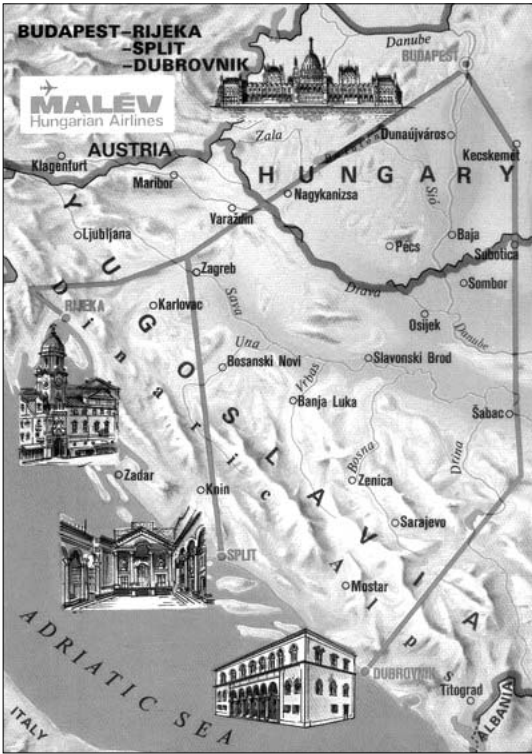 BUDAPEST–RIJEKA
–SPLIT
–DUBROVNIK
MALÉV
Hungarian Airlines
Danube
BUDAPEST
Zala
Balaton
Dunaújváros
Kecskemét
Klagenfurt
AUSTRIA
HUNGARY
Maribor
Nagykanizsa
Sió
Varaždin
Ljubljana
Pécs
Baja
Subotica
YUGOSLAVIA
Zagreb
Drava
Sombor
RIJEKA
Karlovac
Sava
Osijek
Danube
Dinaric Alps
Una
Bosanski Novi
Slavonski Brod
Vrbas
Banja Luka
Šabac
Bosna
Drina
Zadar
Knin
Zenica
Sarajevo
SPLIT
Mostar
ADRIATIC SEA
DUBROVNIK
Titograd
ALBANIA
ITALY